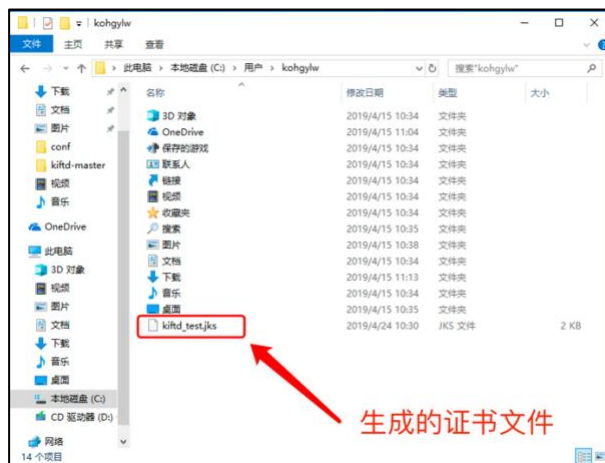 kohgylw
文件 主页 共享 查看
此电脑 > 本地磁盘 (C:) > 用户 > kohgylw
搜索"kohgylw"
名称 修改日期 类型 大小
下载
文档
图片
conf
kiftd-master
视频
音乐
OneDrive
此电脑
3D 对象
视频
图片
文档
下载
音乐
桌面
本地磁盘 (C:)
CD 驱动器 (D:)
网络
3D 对象 2019/4/15 10:34 文件夹
OneDrive 2019/4/15 11:04 文件夹
保存的游戏 2019/4/15 10:34 文件夹
联系人 2019/4/15 10:34 文件夹
链接 2019/4/15 10:34 文件夹
视频 2019/4/15 10:34 文件夹
收藏夹 2019/4/15 10:34 文件夹
搜索 2019/4/15 10:35 文件夹
图片 2019/4/15 10:38 文件夹
文档 2019/4/15 10:34 文件夹
下载 2019/4/15 11:13 文件夹
音乐 2019/4/15 10:34 文件夹
桌面 2019/4/15 10:35 文件夹
kiftd_test.jks 2019/4/24 10:30 JKS 文件 2 KB
生成的证书文件
14 个项目